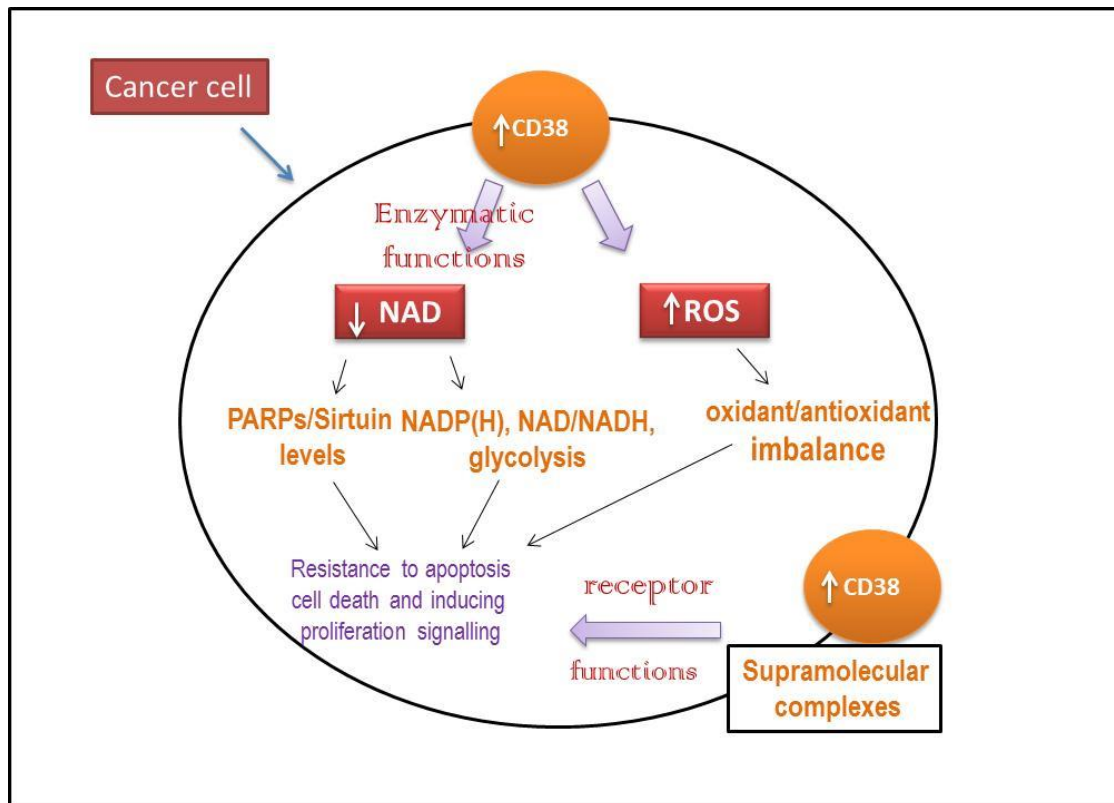 Cancer cell
↑CD38
Enzymatic
functions
↓ NAD
↑ROS
PARPs/Sirtuin
levels
NADP(H), NAD/NADH,
glycolysis
oxidant/antioxidant
imbalance
Resistance to apoptosis
cell death and inducing
proliferation signalling
receptor
functions
↑ CD38
Supramolecular
complexes